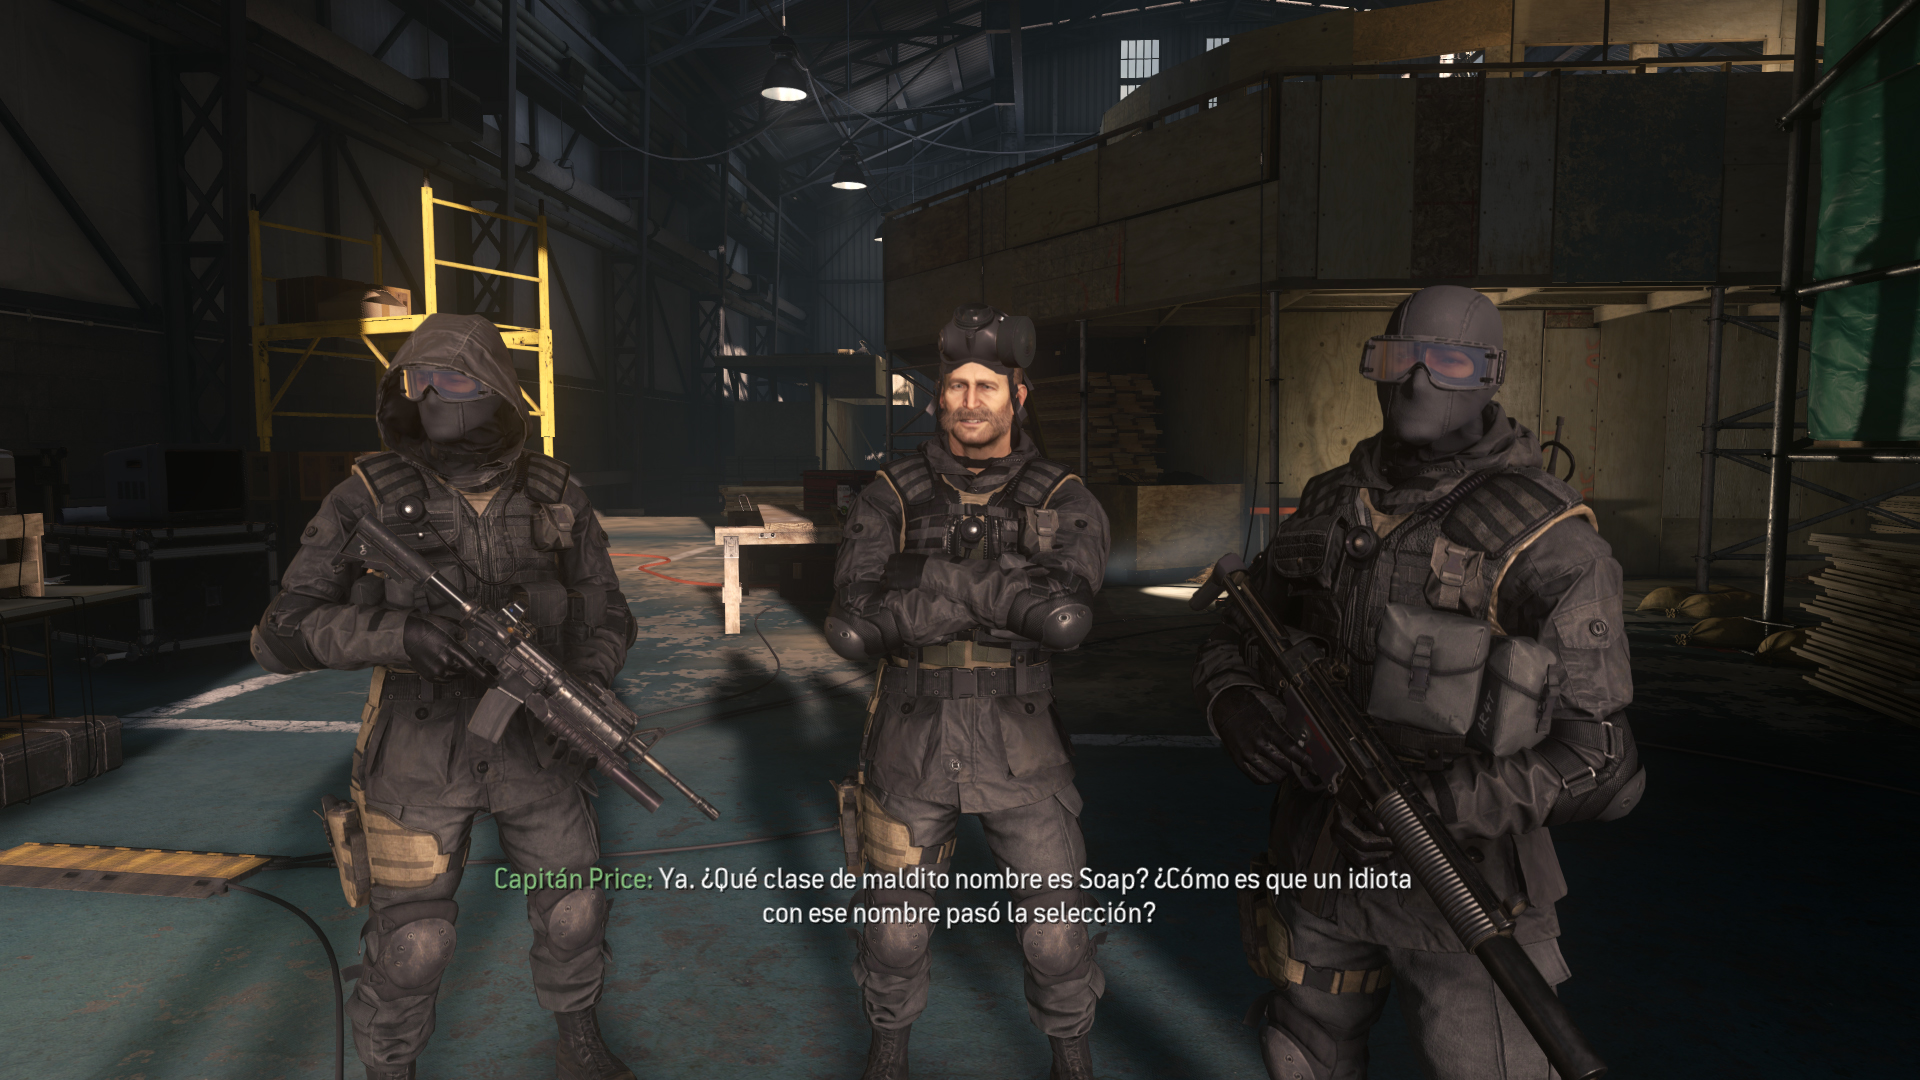 Capitán Price: Ya. ¿Qué clase de maldito nombre es Soap? ¿Cómo es que un idiota
con ese nombre pasó la selección?